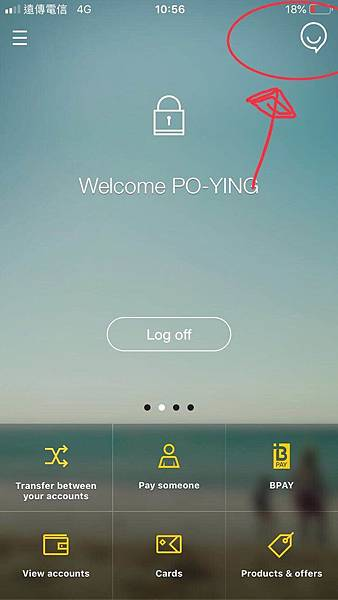 遠傳電信 4G 10:56 18%
Welcome PO-YING
Log off
Transfer between
your accounts
Pay someone
B
PAY
BPAY
View accounts
Cards
Products & offers